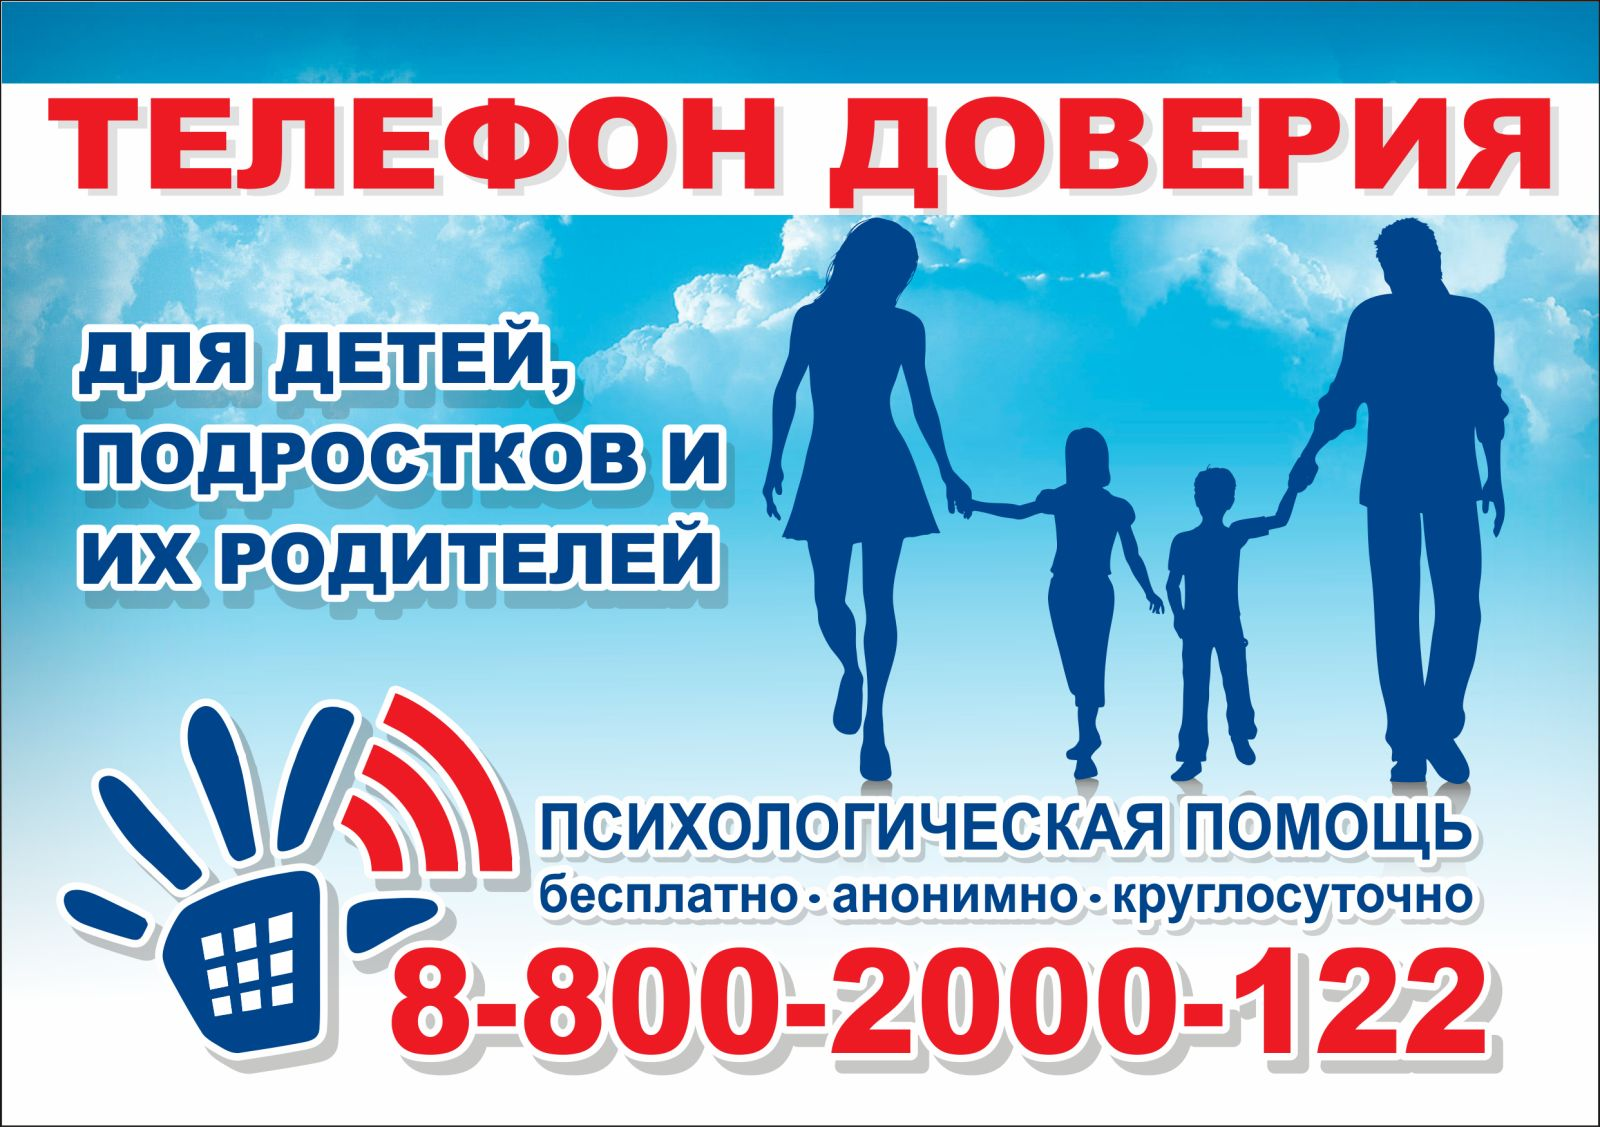 ТЕЛЕФОН ДОВЕРИЯ
ДЛЯ ДЕТЕЙ,
ПОДРОСТКОВ И
ИХ РОДИТЕЛЕЙ
ПСИХОЛОГИЧЕСКАЯ ПОМОЩЬ
бесплатно • анонимно • круглосуточно
8-800-2000-122